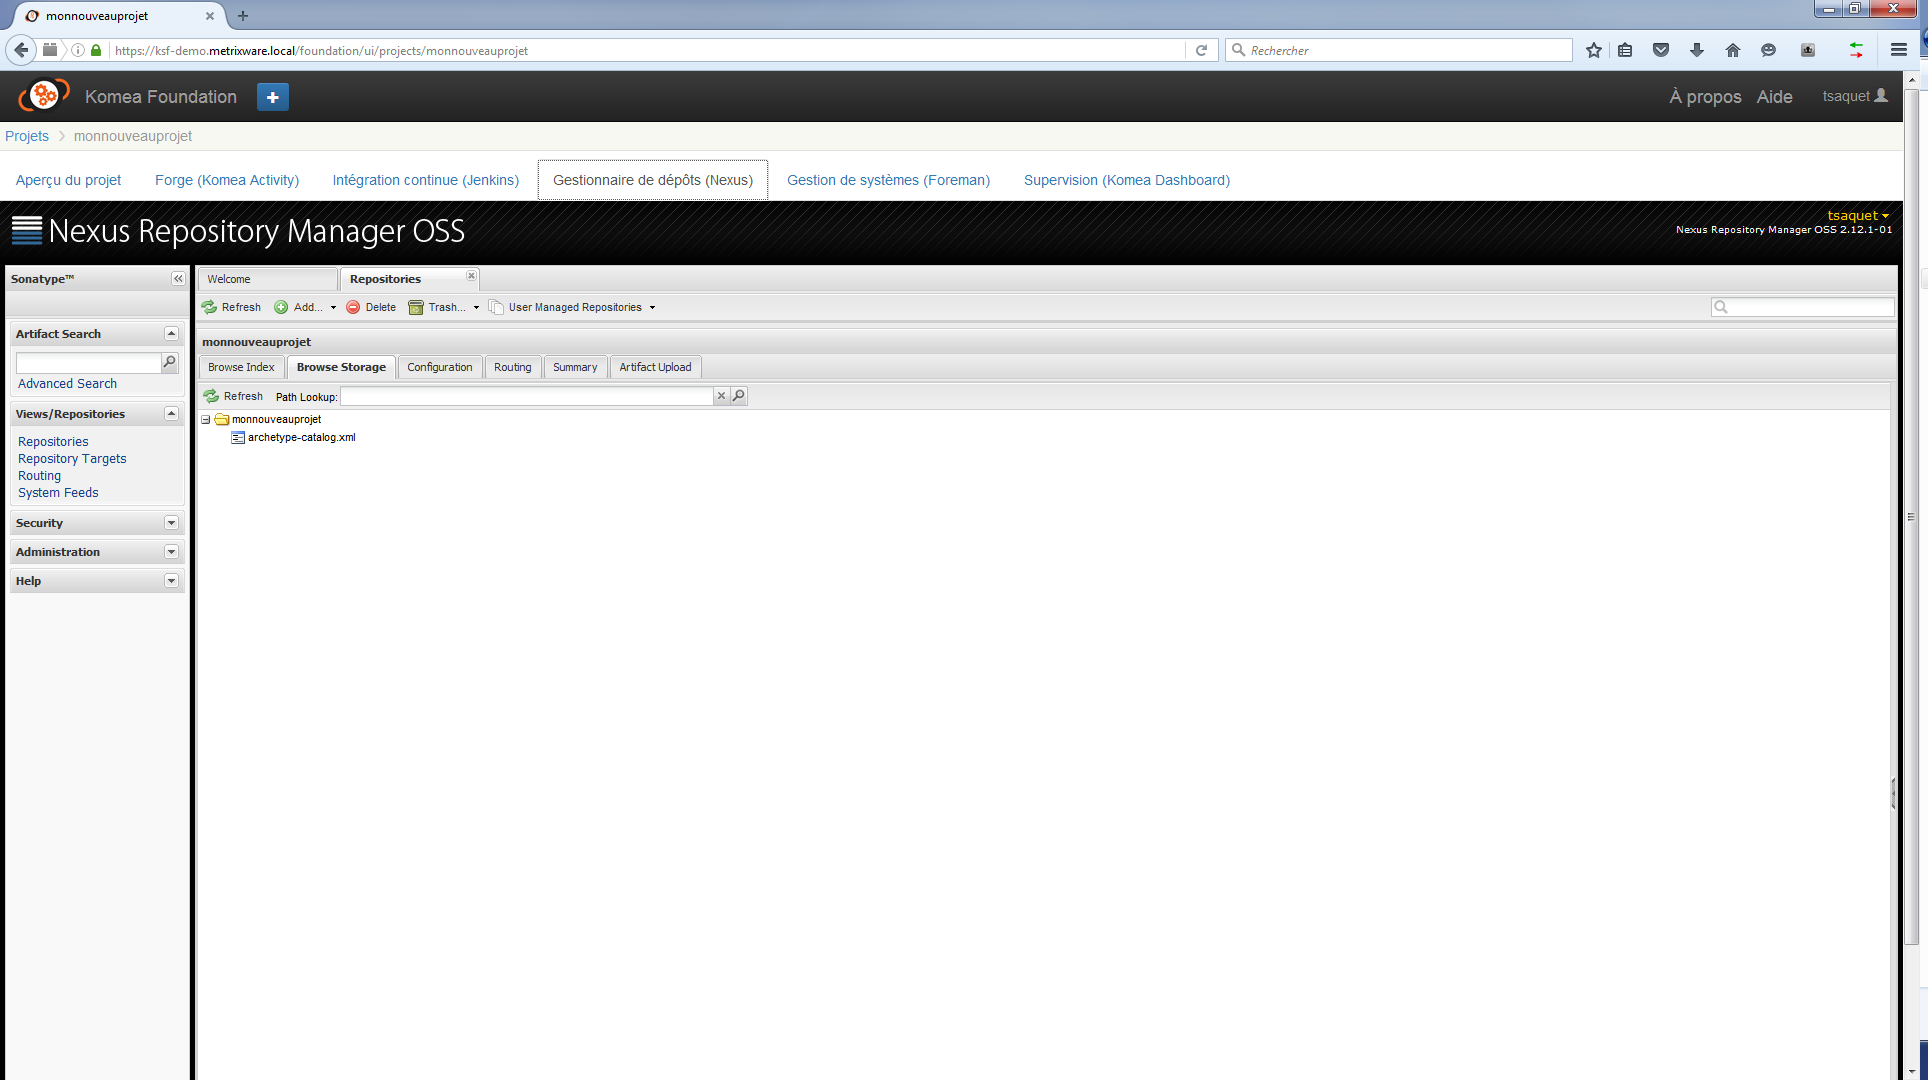 monnouveauprojet
https://ksf-demo.metrixware.local/foundation/ui/projects/monnouveauprojet
Rechercher
Komea Foundation
À propos Aide tsaquet
Projets monnouveauprojet
Aperçu du projet Forge (Komea Activity) Intégration continue (Jenkins) Gestionnaire de dépôts (Nexus) Gestion de systèmes (Foreman) Supervision (Komea Dashboard)
Nexus Repository Manager OSS
tsaquet
Nexus Repository Manager OSS 2.12.1-01
Sonatype™
Welcome Repositories
Refresh Add... Delete Trash... User Managed Repositories
Artifact Search
Advanced Search
Views/Repositories
Repositories
Repository Targets
Routing
System Feeds
Security
Administration
Help
monnouveauprojet
Browse Index Browse Storage Configuration Routing Summary Artifact Upload
Refresh Path Lookup:
monnouveauprojet
archetype-catalog.xml